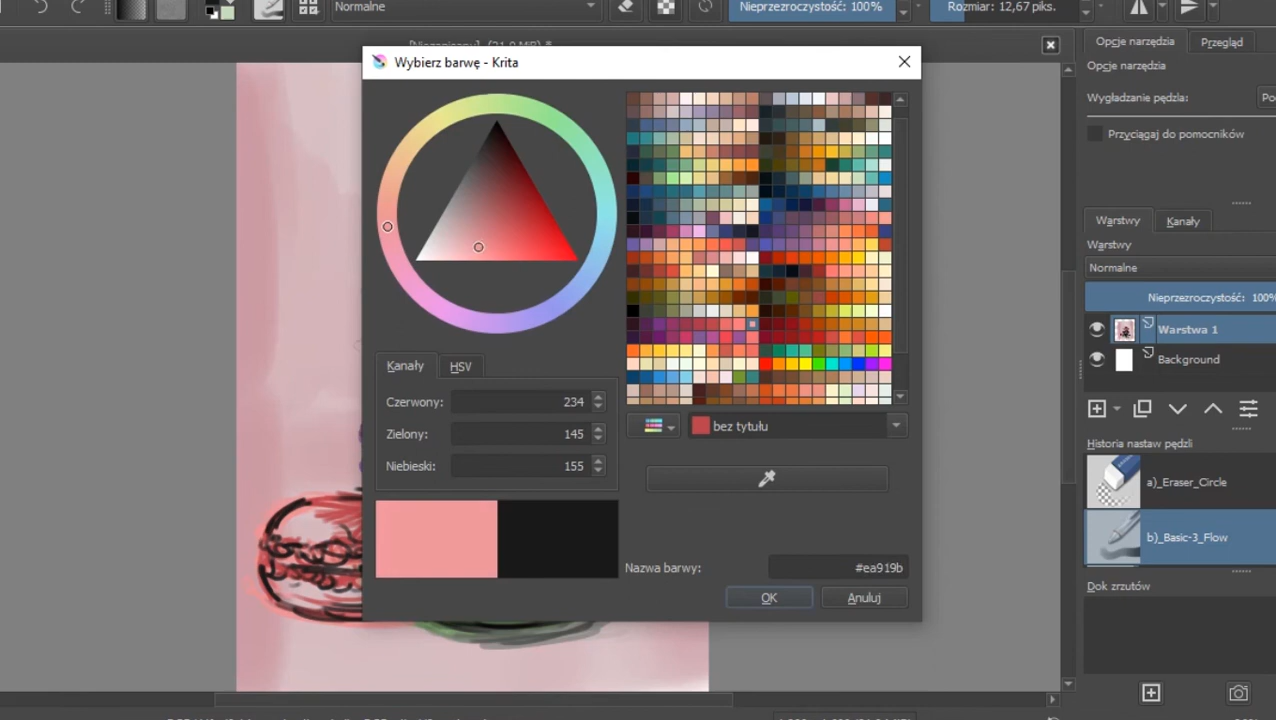 Normalne
Nieprzezroczystość: 100%
Rozmiar: 12,67 piks.
Wybierz barwę - Krita
Opcje narzędzia
Przegląd
Opcje narzędzia
Wygładzanie pędzla:
Po
Przyciągaj do pomocników
Warstwy
Kanały
Warstwy
Normalne
Nieprzezroczystość: 100%
Warstwa 1
Background
Kanały
HSV
Czerwony: 234
Zielony: 145
Niebieski: 155
bez tytułu
Nazwa barwy: #ea919b
OK
Anuluj
Historia nastaw pędzli
a)_Eraser_Circle
b)_Basic-3_Flow
Dok zrzutów